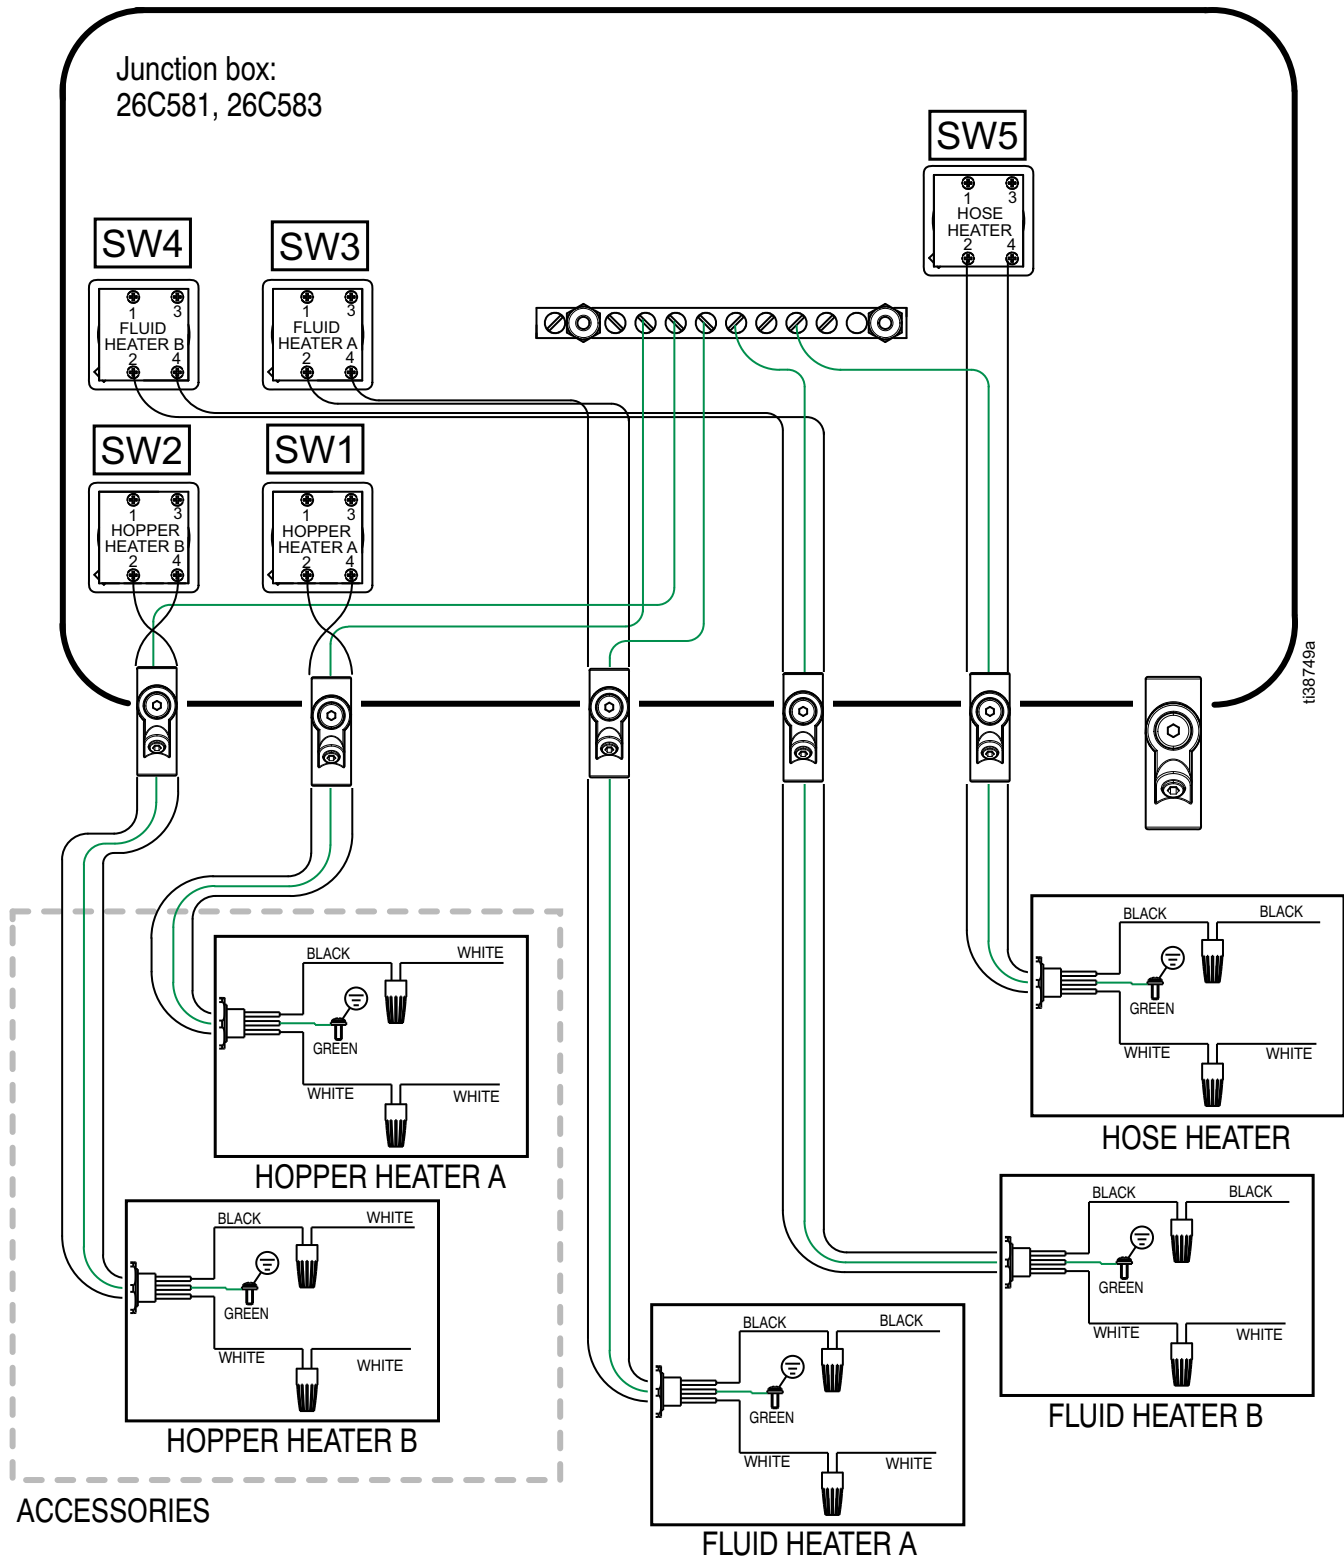 Junction box:
26C581, 26C583
SW5
1 3
HOSE
HEATER
2 4
SW4
1 3
FLUID
HEATER B
2 4
SW3
1 3
FLUID
HEATER A
2 4
SW2
1 3
HOPPER
HEATER B
2 4
SW1
1 3
HOPPER
HEATER A
2 4
ti38749a
BLACK WHITE
GREEN
WHITE WHITE
HOPPER HEATER A
BLACK WHITE
GREEN
WHITE WHITE
HOPPER HEATER B
ACCESSORIES
BLACK BLACK
GREEN
WHITE WHITE
HOSE HEATER
BLACK BLACK
GREEN
WHITE WHITE
FLUID HEATER B
BLACK BLACK
GREEN
WHITE WHITE
FLUID HEATER A